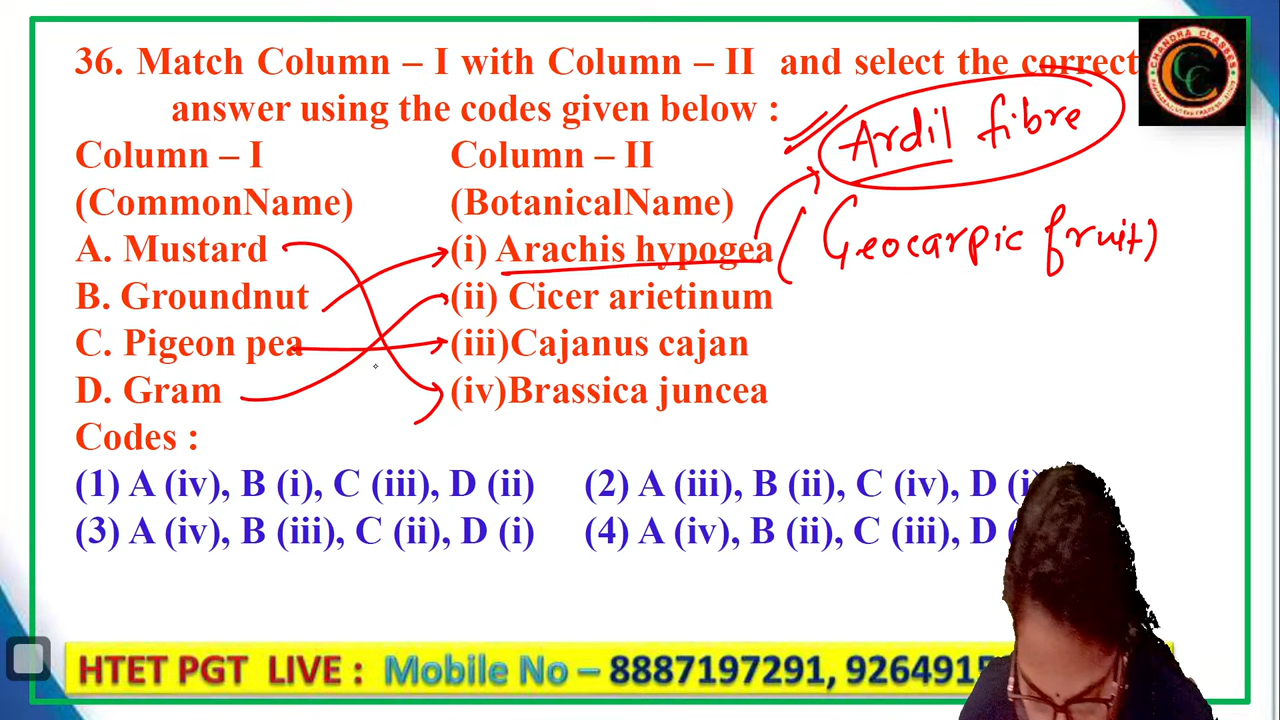 36. Match Column – I with Column – II and select the correct
answer using the codes given below :
Ardil fibre
Column – I Column – II
(CommonName) (BotanicalName)
Geocarpic fruit)
A. Mustard (i) Arachis hypogea
B. Groundnut (ii) Cicer arietinum
C. Pigeon pea (iii)Cajanus cajan
D. Gram (iv)Brassica juncea
Codes :
(1) A (iv), B (i), C (iii), D (ii) (2) A (iii), B (ii), C (iv), D (i)
(3) A (iv), B (iii), C (ii), D (i) (4) A (iv), B (ii), C (iii), D
HTET PGT LIVE : Mobile No – 8887197291,
CHANDRA CLASSES
CCC